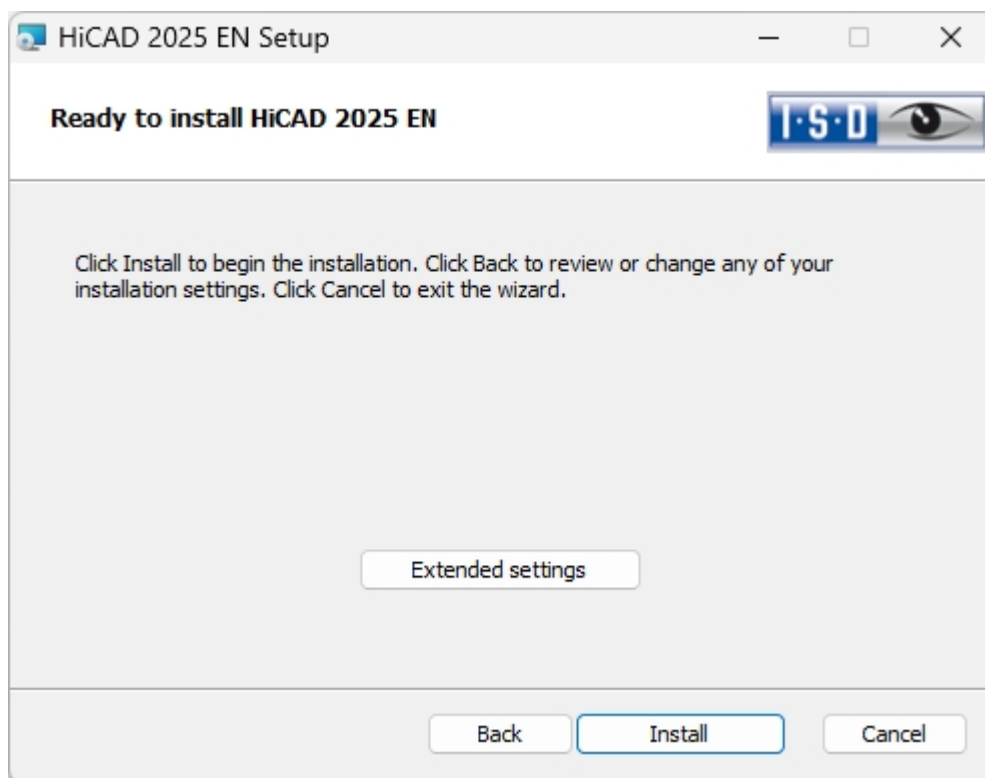 HiCAD 2025 EN Setup
Ready to install HiCAD 2025 EN
I·S·D
Click Install to begin the installation. Click Back to review or change any of your
installation settings. Click Cancel to exit the wizard.
Extended settings
Back
Install
Cancel